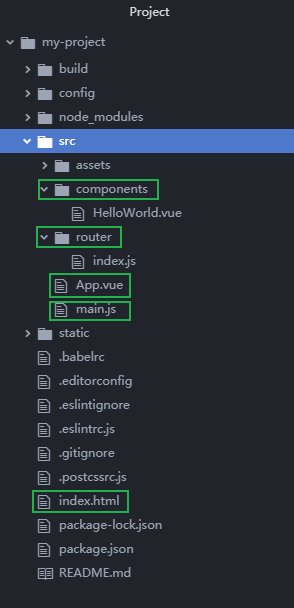 Project
my-project
build
config
node_modules
src
assets
components
HelloWorld.vue
router
index.js
App.vue
main.js
static
.babelrc
.editorconfig
.eslintignore
.eslintrc.js
.gitignore
.postcssrc.js
index.html
package-lock.json
package.json
README.md